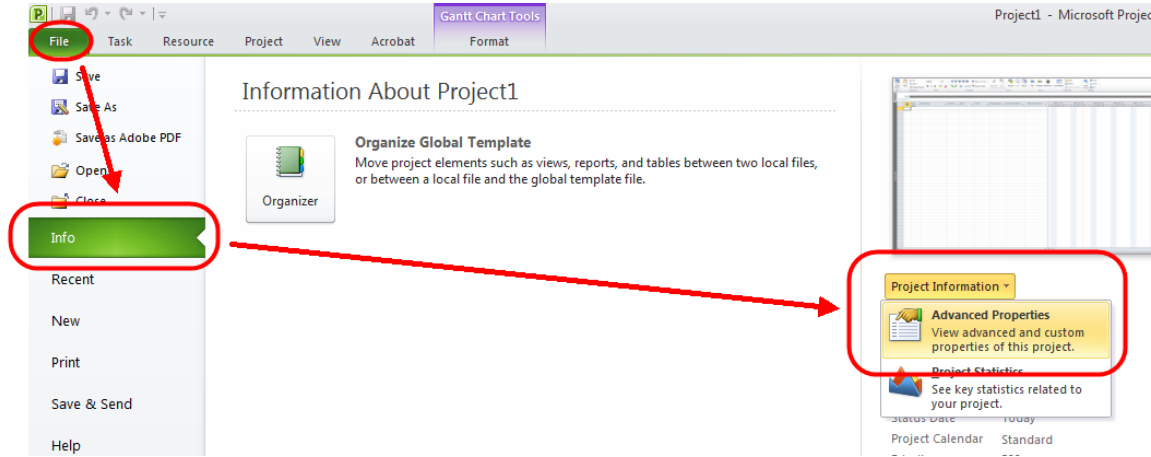 Gantt Chart Tools
Project1 - Microsoft Projec
File Task Resource Project View Acrobat Format
Save
Save As
Save as Adobe PDF
Open
Close
Info
Recent
New
Print
Save & Send
Help
Information About Project1
Organizer
Organize Global Template
Move project elements such as views, reports, and tables between two local files,
or between a local file and the global template file.
Project Information
Advanced Properties
View advanced and custom
properties of this project.
Project Statistics
See key statistics related to
your project.
Status Date Today
Project Calendar Standard